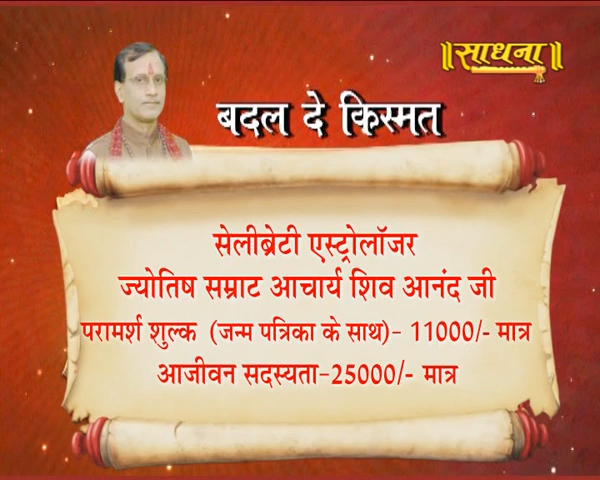 ॥साधना॥
बदल दे किस्मत
सेलीब्रेटी एस्ट्रोलॉजर
ज्योतिष सम्राट आचार्य शिव आनंद जी
परामर्श शुल्क (जन्म पत्रिका के साथ)- 11000/- मात्र
आजीवन सदस्यता-25000/- मात्र